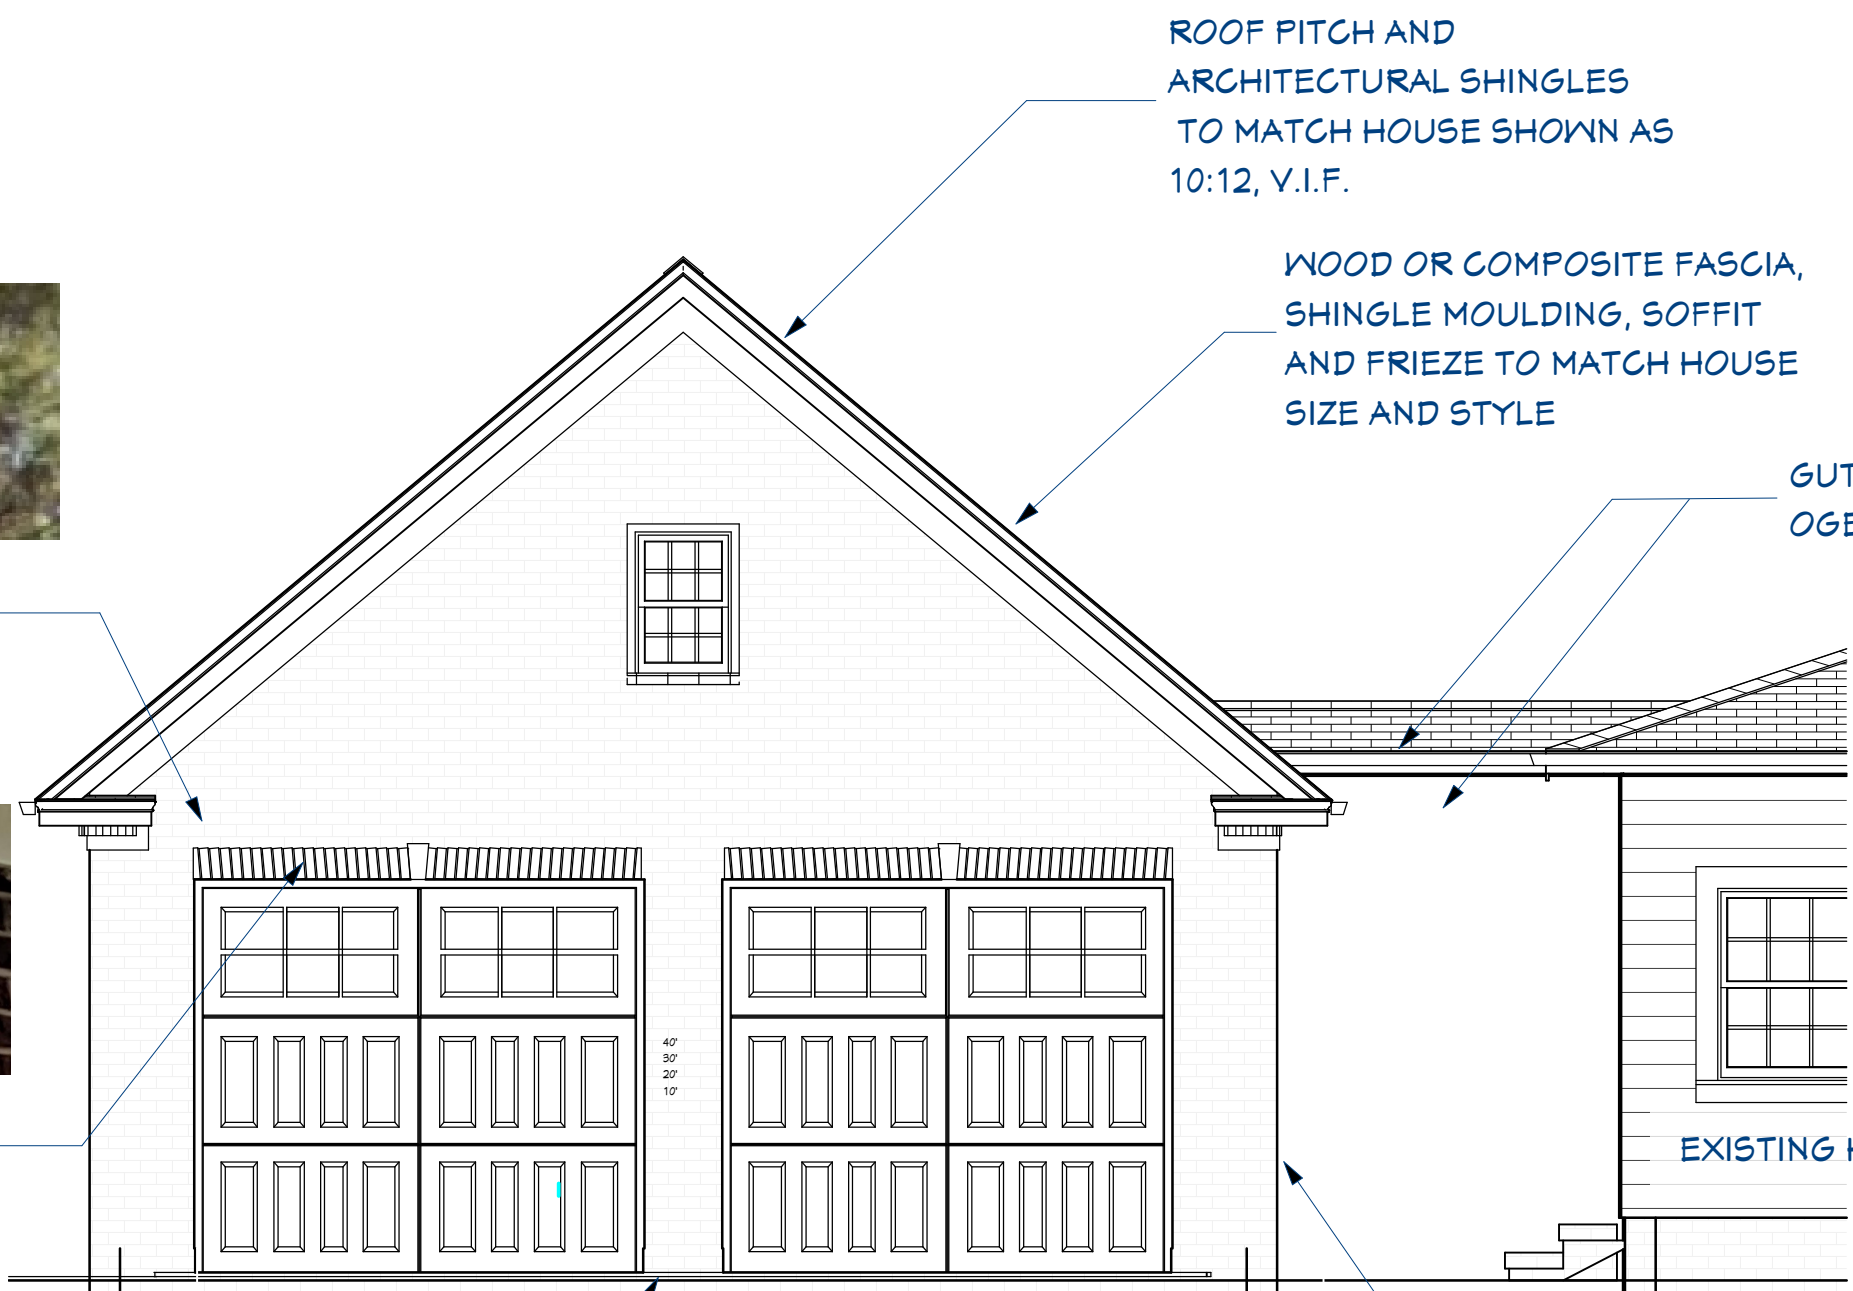 ROOF PITCH AND
ARCHITECTURAL SHINGLES
TO MATCH HOUSE SHOWN AS
10:12, V.I.F.
WOOD OR COMPOSITE FASCIA,
SHINGLE MOULDING, SOFFIT
AND FRIEZE TO MATCH HOUSE
SIZE AND STYLE
40'
30'
20'
10'
EXISTING